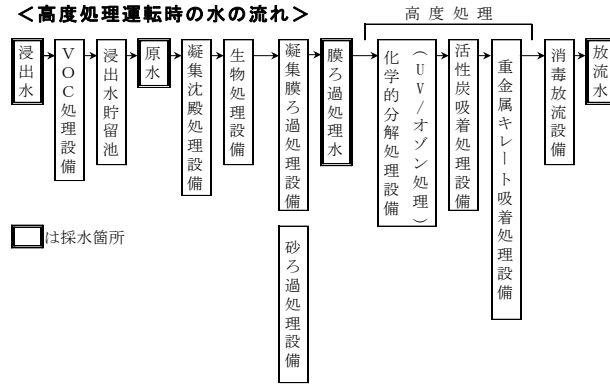 ＜高度処理運転時の水の流れ＞
高度処理
浸出水
VOC処理設備
浸出水貯留池
原水
凝集沈殿処理設備
生物処理設備
凝集膜ろ過処理設備
膜ろ過処理水
化学的分解処理設備
（UV/オゾン処理）
活性炭吸着処理設備
重金属キレート吸着処理設備
消毒放流設備
放流水
は採水箇所
砂ろ過処理設備